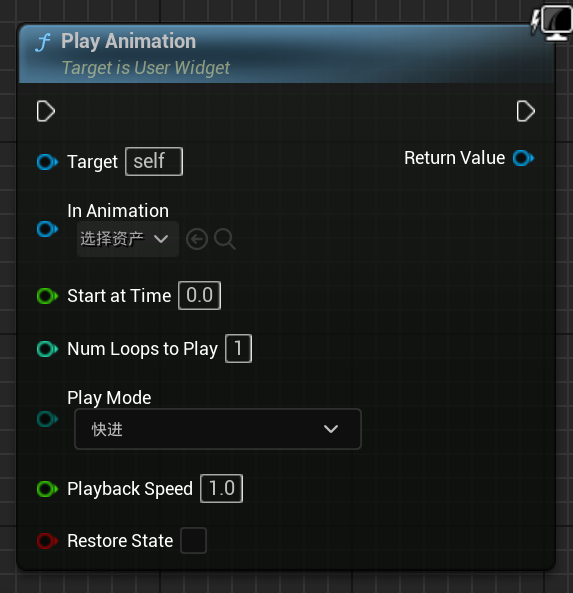 Play Animation
Target is User Widget
Target self
Return Value
In Animation
选择资产
Start at Time 0.0
Num Loops to Play 1
Play Mode
快进
Playback Speed 1.0
Restore State